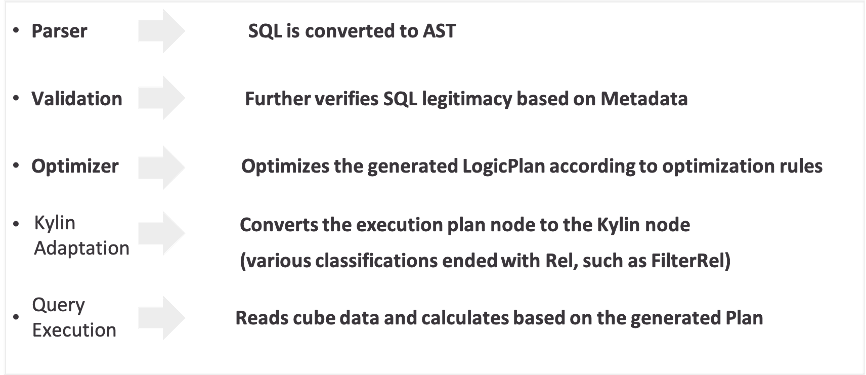 • Parser SQL is converted to AST
• Validation Further verifies SQL legitimacy based on Metadata
• Optimizer Optimizes the generated LogicPlan according to optimization rules
• Kylin Adaptation Converts the execution plan node to the Kylin node
(various classifications ended with Rel, such as FilterRel)
• Query Execution Reads cube data and calculates based on the generated Plan